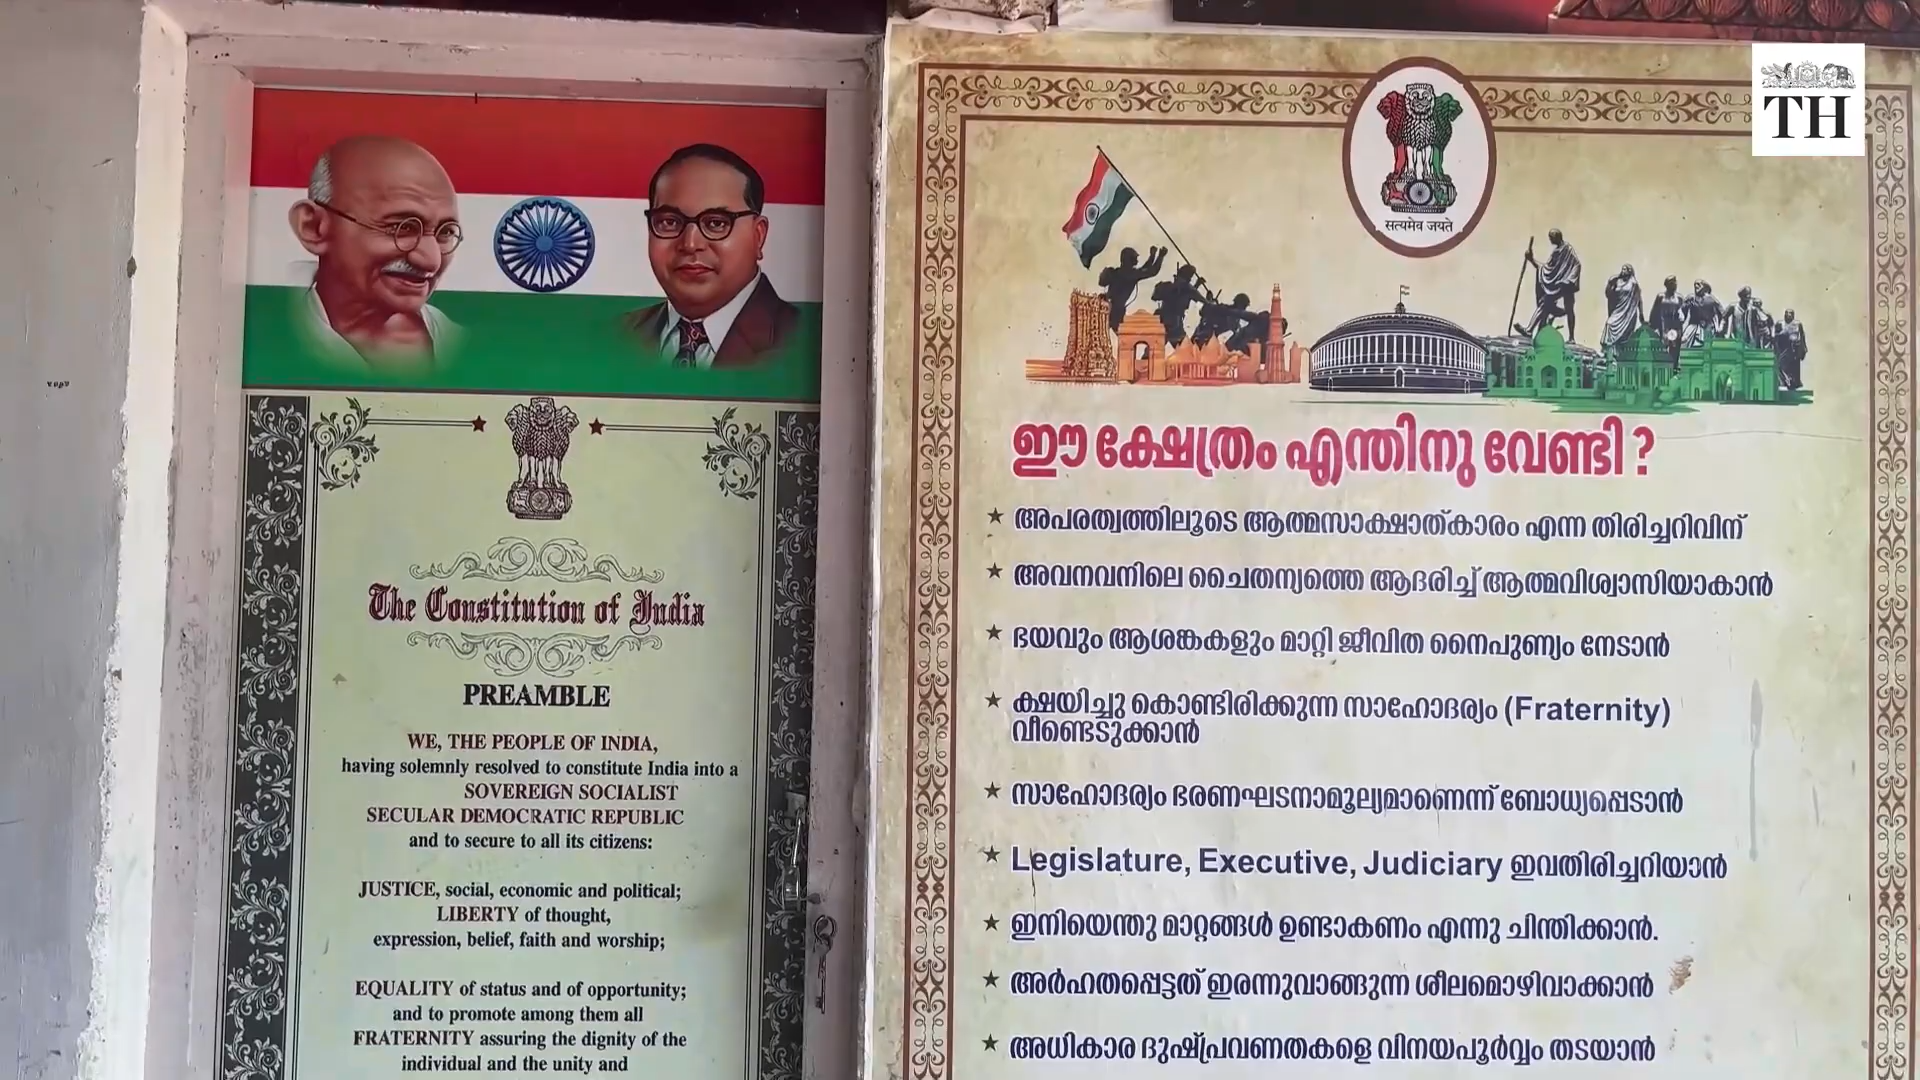 TH
सत्यमेव जयते
The Constitution of India
PREAMBLE
WE, THE PEOPLE OF INDIA,
having solemnly resolved to constitute India into a
SOVEREIGN SOCIALIST
SECULAR DEMOCRATIC REPUBLIC
and to secure to all its citizens:
JUSTICE, social, economic and political;
LIBERTY of thought,
expression, belief, faith and worship;
EQUALITY of status and of opportunity;
and to promote among them all
FRATERNITY assuring the dignity of the
individual and the unity and
ഈ ക്ഷേത്രം എന്തിനു വേണ്ടി ?
★ അപരത്വത്തിലൂടെ ആത്മസാക്ഷാത്കാരം എന്ന തിരിച്ചറിവിന്
★ അവനവനിലെ ചൈതന്യത്തെ ആദരിച്ച് ആത്മവിശ്വാസിയാകാൻ
★ ഭയവും ആശങ്കകളും മാറ്റി ജീവിത നൈപുണ്യം നേടാൻ
★ ക്ഷയിച്ചു കൊണ്ടിരിക്കുന്ന സാഹോദര്യം (Fraternity)
വീണ്ടെടുക്കാൻ
★ സാഹോദര്യം ഭരണഘടനാമൂല്യമാണെന്ന് ബോധ്യപ്പെടാൻ
★ Legislature, Executive, Judiciary ഇവതിരിച്ചറിയാൻ
★ ഇനിയെന്തു മാറ്റങ്ങൾ ഉണ്ടാകണം എന്നു ചിന്തിക്കാൻ.
★ അർഹതപ്പെട്ടത് ഇരന്നുവാങ്ങുന്ന ശീലമൊഴിവാക്കാൻ
★ അധികാര ദുഷ്പ്രവണതകളെ വിനയപൂർവ്വം തടയാൻ